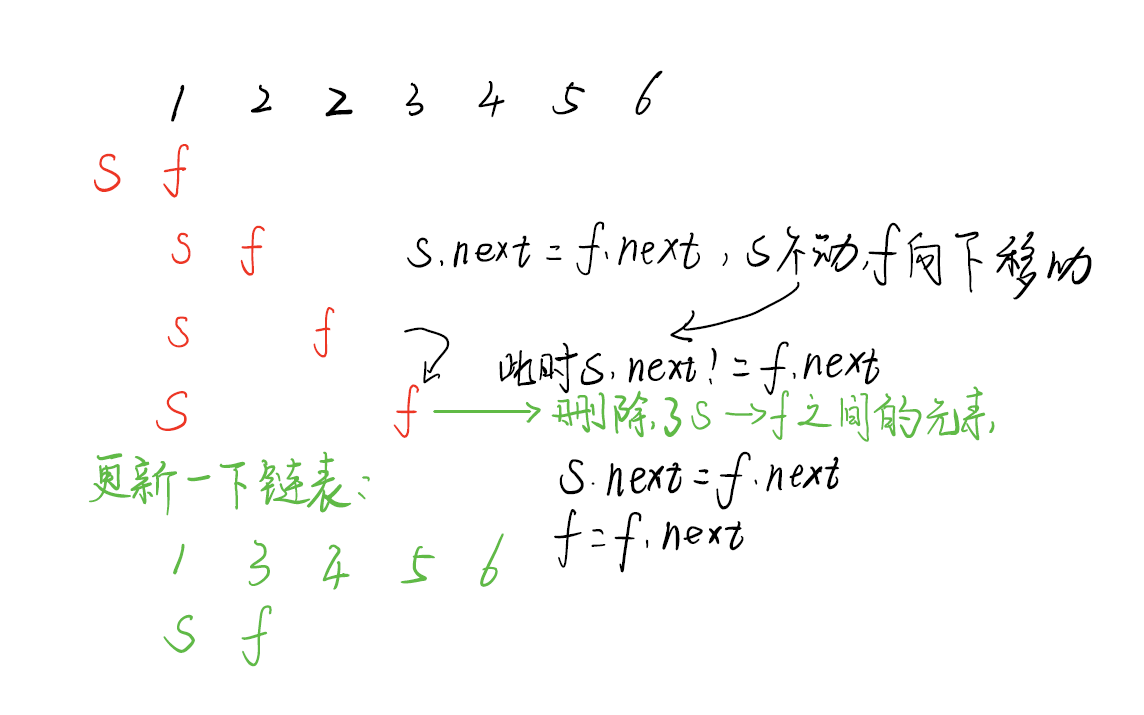 1 2 2 3 4 5 6
s f
s f s.next = f.next, s不动,f向下移动
s f
此时s.next! = f.next
s f → 删除了s→f之间的元素,
更新一下链表:
s.next = f.next
f = f.next
1 3 4 5 6
s f